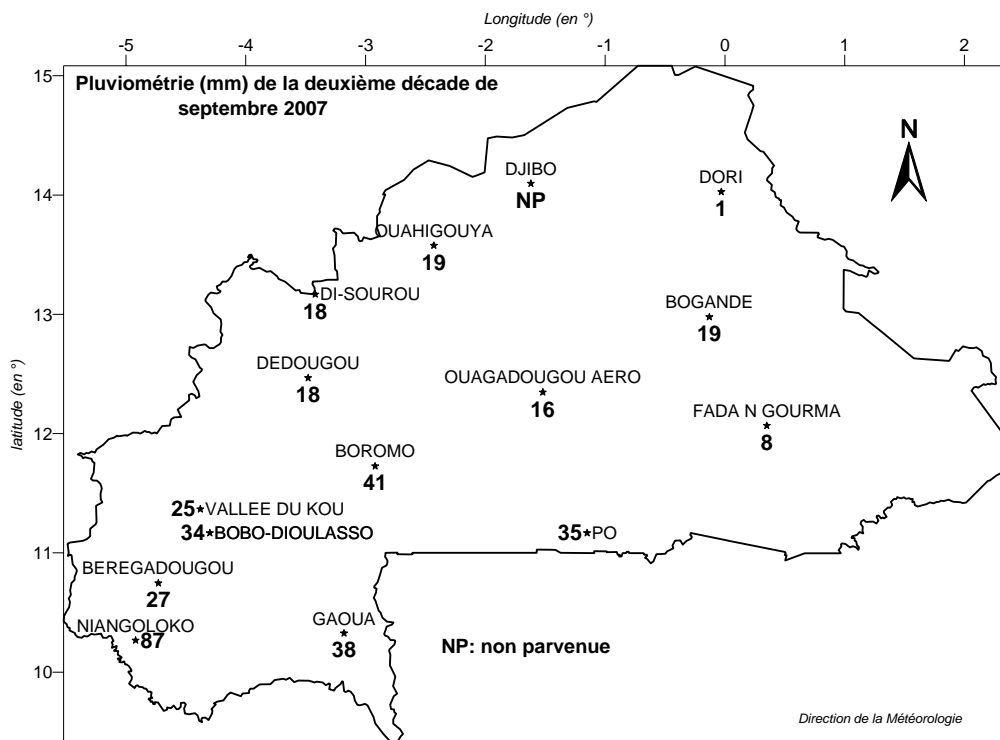 Longitude (en °)
-5 -4 -3 -2 -1 0 1 2
15
Pluviométrie (mm) de la deuxième décade de
septembre 2007
N
DJIBO
NP
DORI
1
14
OUAHIGOUYA
19
DI-SOUROU
18
13
BOGANDE
19
DEDOUGOU
18
OUAGADOUGOU AERO
16
latitude (en °)
FADA N GOURMA
8
12
BOROMO
41
25 VALLEE DU KOU
34 BOBO-DIOULASSO
35 PO
11
BEREGADOUGOU
27
NIANGOLOKO
87
GAOUA
38
NP: non parvenue
10
Direction de la Météorologie